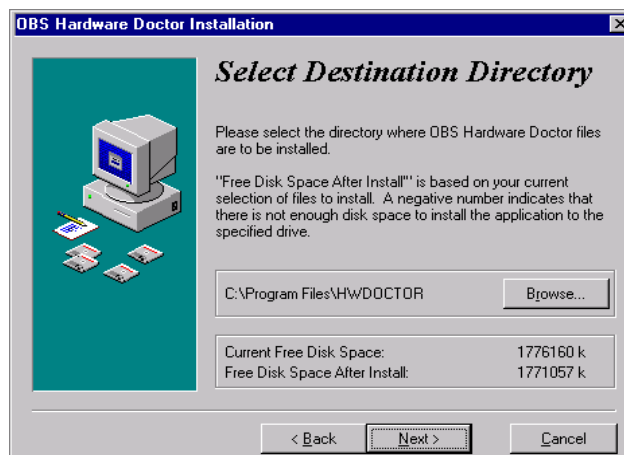 OBS Hardware Doctor Installation
Select Destination Directory
Please select the directory where OBS Hardware Doctor files
are to be installed.
"Free Disk Space After Install"' is based on your current
selection of files to install. A negative number indicates that
there is not enough disk space to install the application to the
specified drive.
C:\Program Files\HWDOCTOR
Browse...
Current Free Disk Space: 1776160 k
Free Disk Space After Install: 1771057 k
< Back Next > Cancel